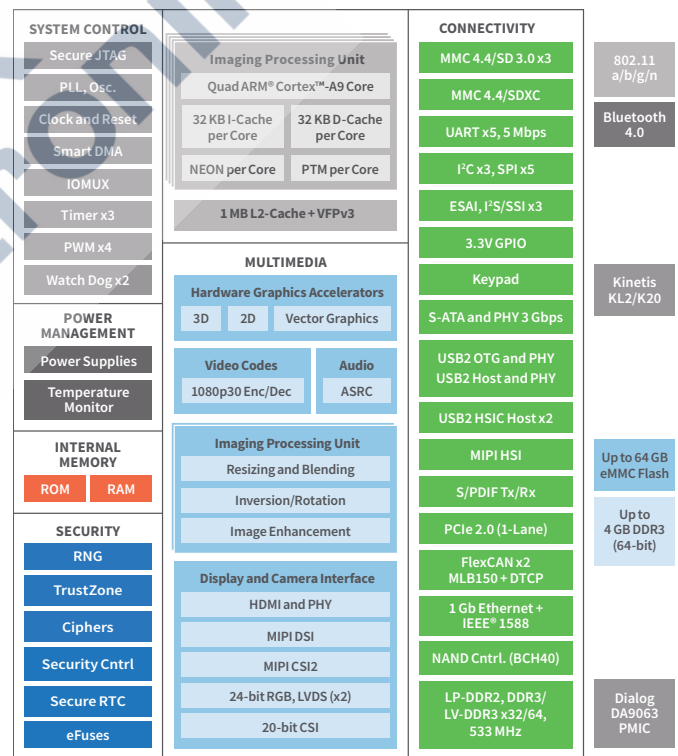 SYSTEM CONTROL
Secure JTAG
PLL, Osc.
Clock and Reset
Smart DMA
IOMUX
Timer x3
PWM x4
Watch Dog x2
POWER
MANAGEMENT
Power Supplies
Temperature
Monitor
INTERNAL
MEMORY
ROM
RAM
SECURITY
RNG
TrustZone
Ciphers
Security Cntrl
Secure RTC
eFuses
Imaging Processing Unit
Quad ARM® Cortex™-A9 Core
32 KB I-Cache
per Core
32 KB D-Cache
per Core
NEON per Core
PTM per Core
1 MB L2-Cache + VFPv3
MULTIMEDIA
Hardware Graphics Accelerators
3D
2D
Vector Graphics
Video Codes
1080p30 Enc/Dec
Audio
ASRC
Imaging Processing Unit
Resizing and Blending
Inversion/Rotation
Image Enhancement
Display and Camera Interface
HDMI and PHY
MIPI DSI
MIPI CSI2
24-bit RGB, LVDS (x2)
20-bit CSI
CONNECTIVITY
MMC 4.4/SD 3.0 x3
MMC 4.4/SDXC
UART x5, 5 Mbps
I²C x3, SPI x5
ESAI, I²S/SSI x3
3.3V GPIO
Keypad
S-ATA and PHY 3 Gbps
USB2 OTG and PHY
USB2 Host and PHY
USB2 HSIC Host x2
MIPI HSI
S/PDIF Tx/Rx
PCIe 2.0 (1-Lane)
FlexCAN x2
MLB150 + DTCP
1 Gb Ethernet +
IEEE® 1588
NAND Cntrl. (BCH40)
LP-DDR2, DDR3/
LV-DDR3 x32/64,
533 MHz
802.11
a/b/g/n
Bluetooth
4.0
Kinetis
KL2/K20
Up to 64 GB
eMMC Flash
Up to
4 GB DDR3
(64-bit)
Dialog
DA9063
PMIC